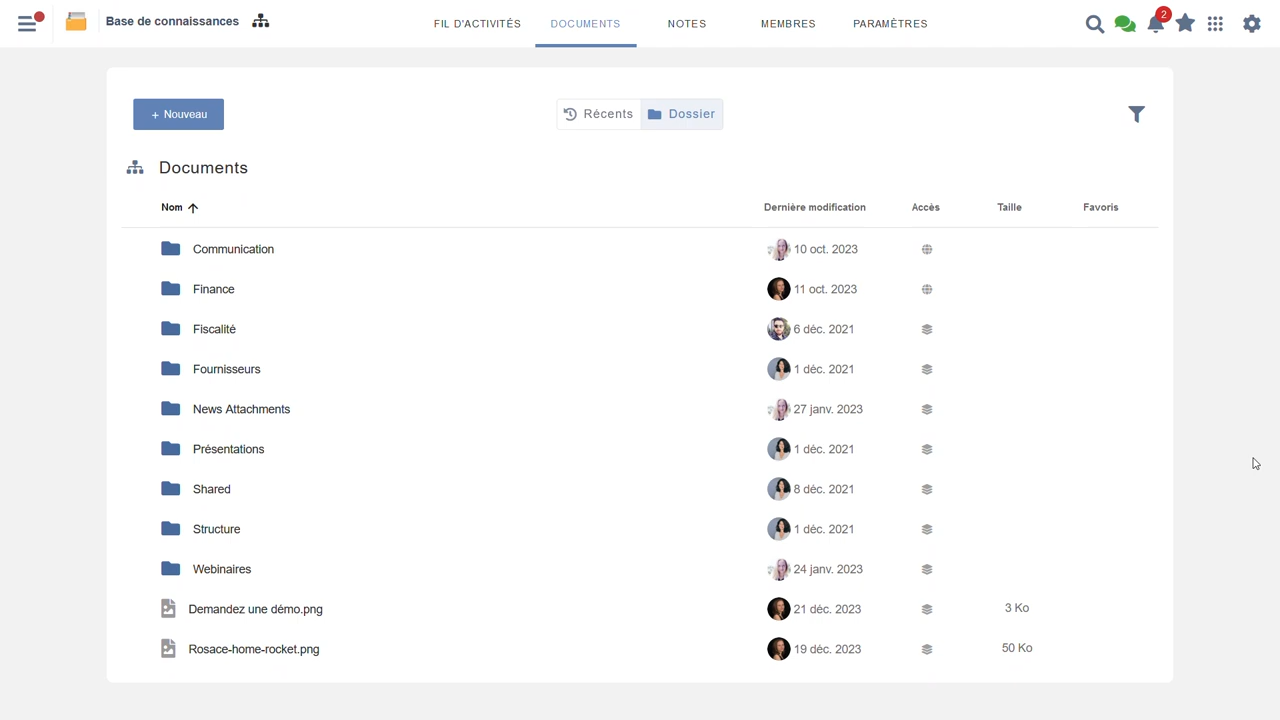 Base de connaissances
FIL D'ACTIVITÉS DOCUMENTS NOTES MEMBRES PARAMÈTRES
2
+ Nouveau
Récents Dossier
Documents
Nom Dernière modification Accès Taille Favoris
Communication 10 oct. 2023
Finance 11 oct. 2023
Fiscalité 6 déc. 2021
Fournisseurs 1 déc. 2021
News Attachments 27 janv. 2023
Présentations 1 déc. 2021
Shared 8 déc. 2021
Structure 1 déc. 2021
Webinaires 24 janv. 2023
Demandez une démo.png 21 déc. 2023 3 Ko
Rosace-home-rocket.png 19 déc. 2023 50 Ko